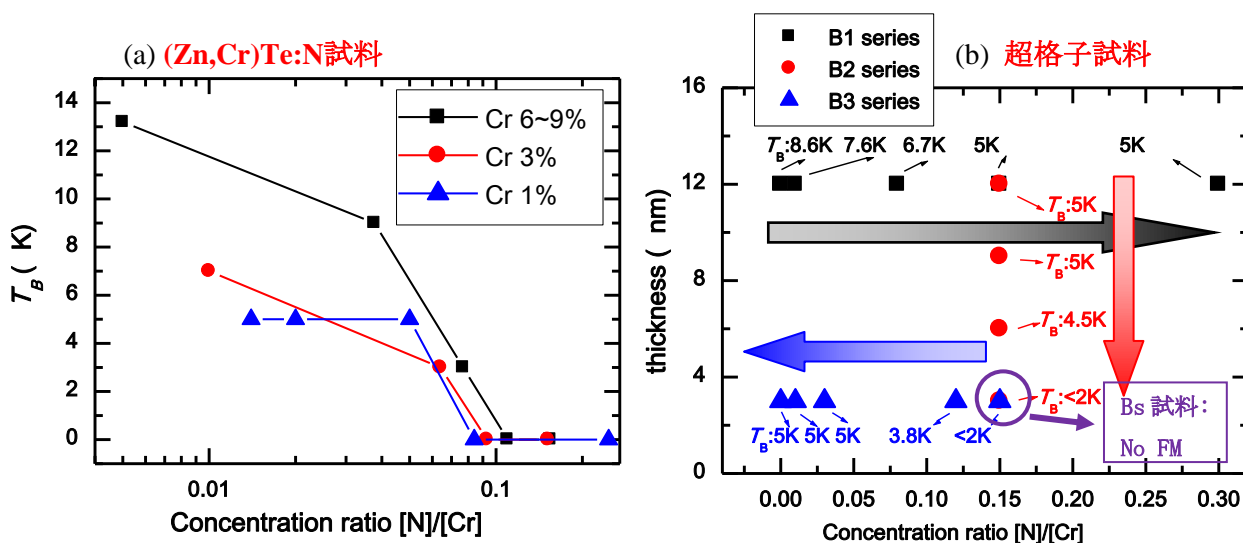 (a) (Zn,Cr)Te:N試料
T_B ( K)
14
12
10
8
6
4
2
0
Cr 6~9%
Cr 3%
Cr 1%
0.01
0.1
Concentration ratio [N]/[Cr]
B1 series
B2 series
B3 series
(b) 超格子試料
thickness ( nm)
16
12
8
4
0
T_B:8.6K
7.6K
6.7K
5K
5K
T_B:5K
T_B:5K
T_B:4.5K
T_B:<2K
T_B:5K
5K
5K
3.8K
<2K
Bs 試料:
No FM
0.00
0.05
0.10
0.15
0.20
0.25
0.30
Concentration ratio [N]/[Cr]